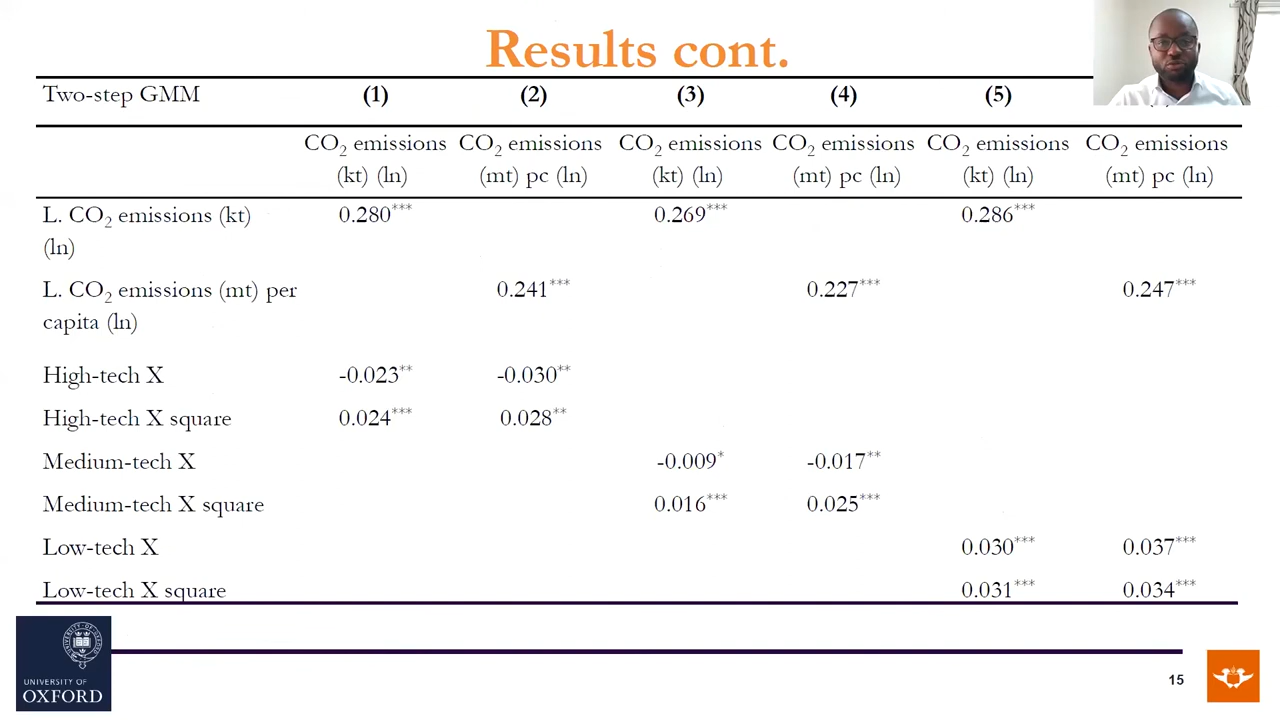 Results cont.
Two-step GMM (1) (2) (3) (4) (5)
CO2 emissions CO2 emissions CO2 emissions CO2 emissions CO2 emissions CO2 emissions
(kt) (ln) (mt) pc (ln) (kt) (ln) (mt) pc (ln) (kt) (ln) (mt) pc (ln)
L. CO2 emissions (kt) 0.280*** 0.269*** 0.286***
(ln)
L. CO2 emissions (mt) per 0.241*** 0.227*** 0.247***
capita (ln)
High-tech X -0.023** -0.030**
High-tech X square 0.024*** 0.028**
Medium-tech X -0.009* -0.017**
Medium-tech X square 0.016*** 0.025***
Low-tech X 0.030*** 0.037***
Low-tech X square 0.031*** 0.034***
UNIVERSITY OF
OXFORD
15